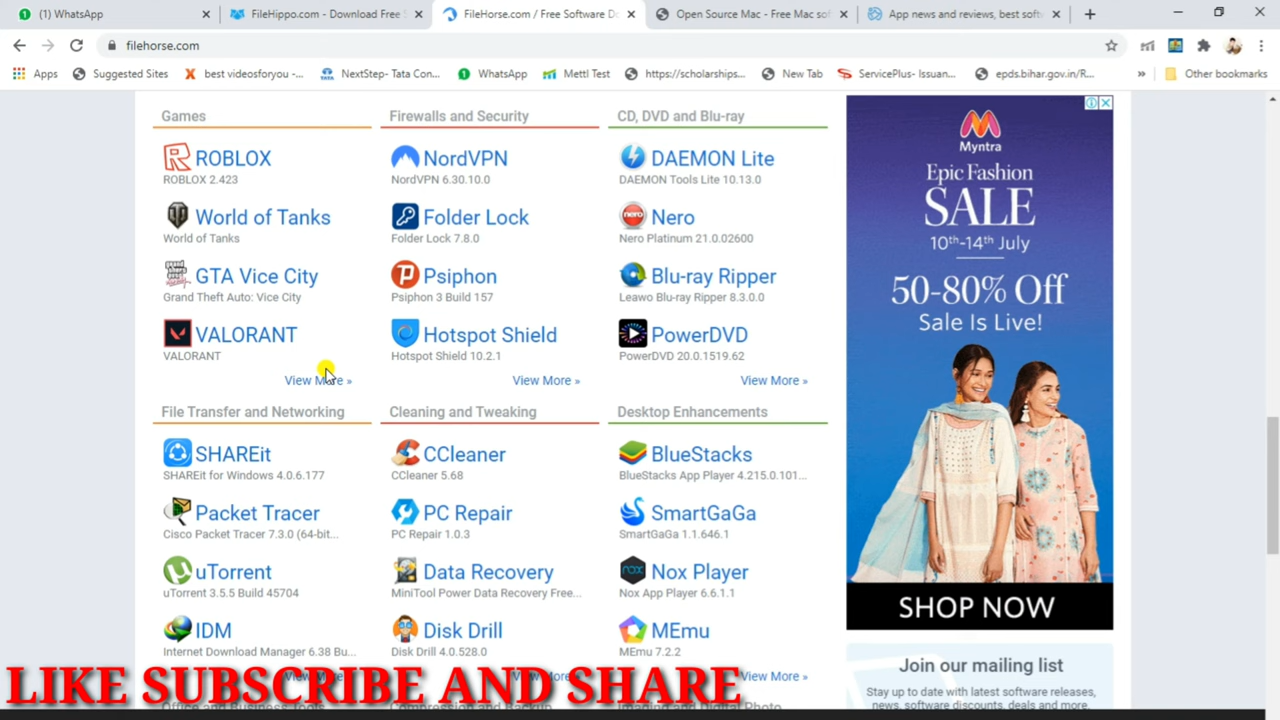 (1) WhatsApp
FileHippo.com - Download Free
FileHorse.com / Free Software Do
Open Source Mac - Free Mac sof
App news and reviews, best soft
filehorse.com
Apps
Suggested Sites
best videosforyou -...
NextStep- Tata Con...
WhatsApp
Mettl Test
https://scholarships...
New Tab
ServicePlus- Issuan...
epds.bihar.gov.in/R...
»
Other bookmarks
Games
ROBLOX
ROBLOX 2.423
World of Tanks
World of Tanks
GTA Vice City
Grand Theft Auto: Vice City
VALORANT
VALORANT
View More »
Firewalls and Security
NordVPN
NordVPN 6.30.10.0
Folder Lock
Folder Lock 7.8.0
Psiphon
Psiphon 3 Build 157
Hotspot Shield
Hotspot Shield 10.2.1
View More »
CD, DVD and Blu-ray
DAEMON Lite
DAEMON Tools Lite 10.13.0
Nero
Nero Platinum 21.0.02600
Blu-ray Ripper
Leawo Blu-ray Ripper 8.3.0.0
PowerDVD
PowerDVD 20.0.1519.62
View More »
File Transfer and Networking
SHAREit
SHAREit for Windows 4.0.6.177
Packet Tracer
Cisco Packet Tracer 7.3.0 (64-bit...
uTorrent
uTorrent 3.5.5 Build 45704
IDM
Internet Download Manager 6.38 Bu...
Cleaning and Tweaking
CCleaner
CCleaner 5.68
PC Repair
PC Repair 1.0.3
Data Recovery
MiniTool Power Data Recovery Free...
Disk Drill
Disk Drill 4.0.528.0
Desktop Enhancements
BlueStacks
BlueStacks App Player 4.215.0.101...
SmartGaGa
SmartGaGa 1.1.646.1
Nox Player
Nox App Player 6.6.1.1
MEmu
MEmu 7.2.2
View More »
Myntra
Epic Fashion
SALE
10th-14th July
50-80% Off
Sale Is Live!
SHOP NOW
Join our mailing list
Stay up to date with latest software releases,
news, software discounts, deals and more.
LIKE SUBSCRIBE AND SHARE